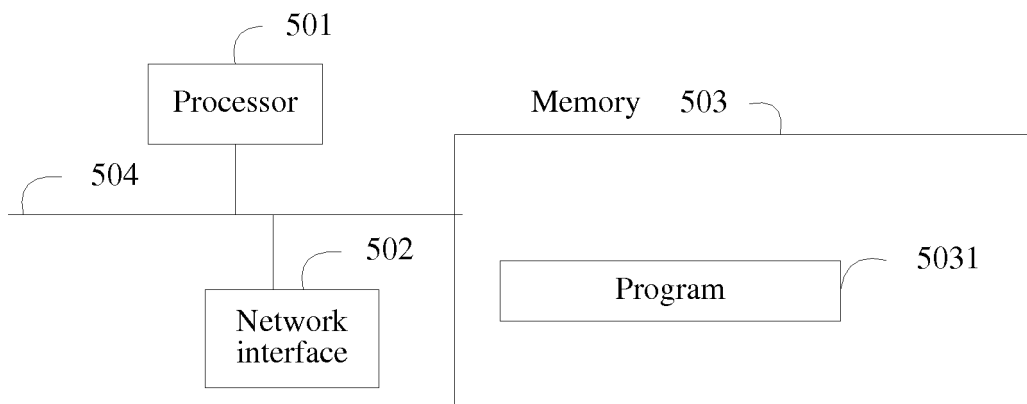 501
Processor
Memory 503
504
502
5031
Program
Network
interface